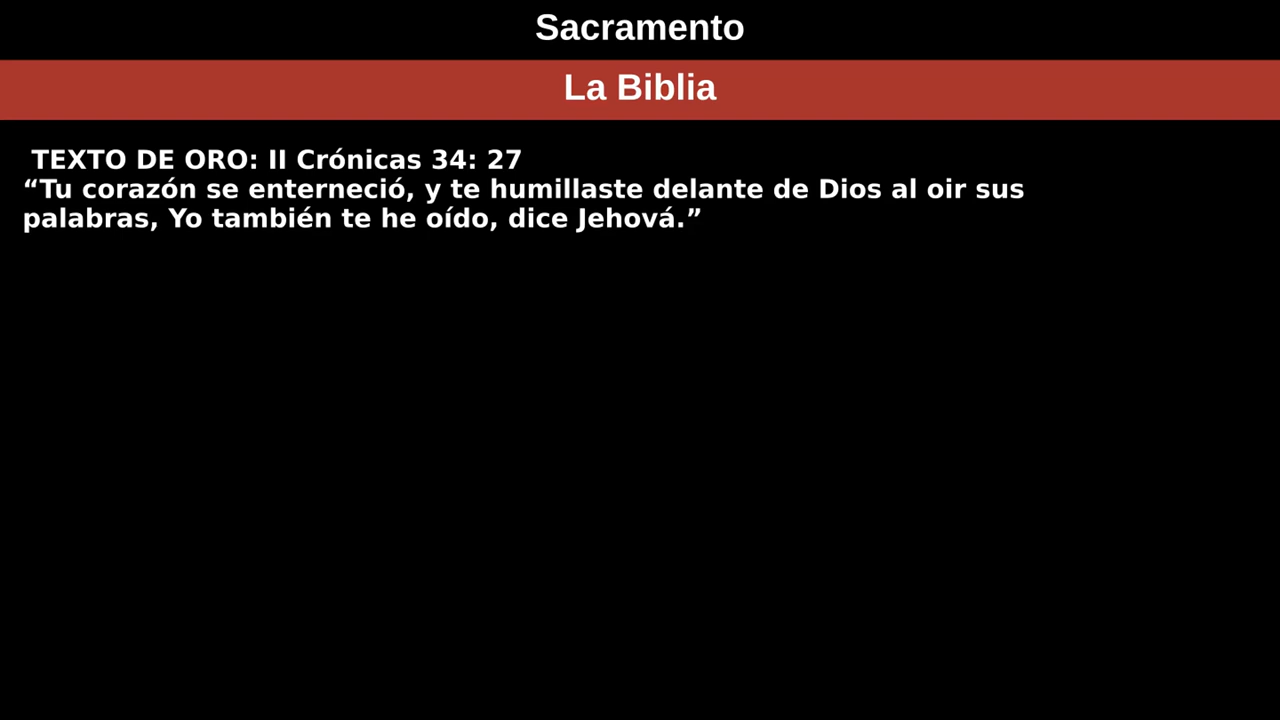 Sacramento
La Biblia
TEXTO DE ORO: II Crónicas 34: 27
“Tu corazón se enterneció, y te humillaste delante de Dios al oir sus
palabras, Yo también te he oído, dice Jehová.”